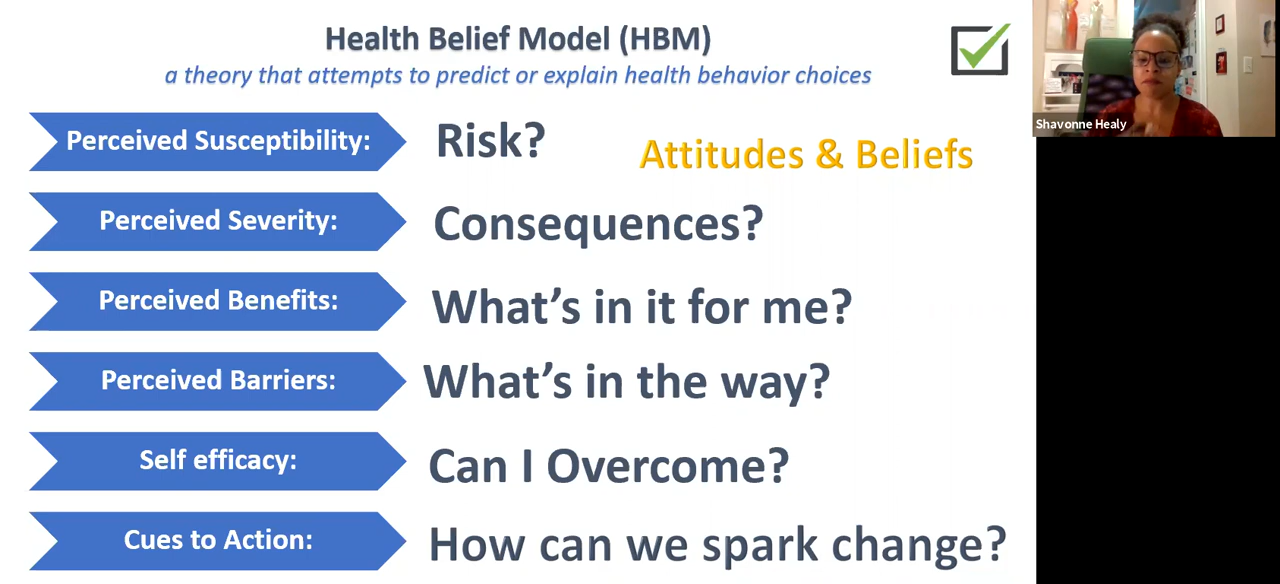 Health Belief Model (HBM)
a theory that attempts to predict or explain health behavior choices
Shavonne Healy
Perceived Susceptibility:
Risk?
Attitudes & Beliefs
Perceived Severity:
Consequences?
Perceived Benefits:
What's in it for me?
Perceived Barriers:
What's in the way?
Self efficacy:
Can I Overcome?
Cues to Action:
How can we spark change?